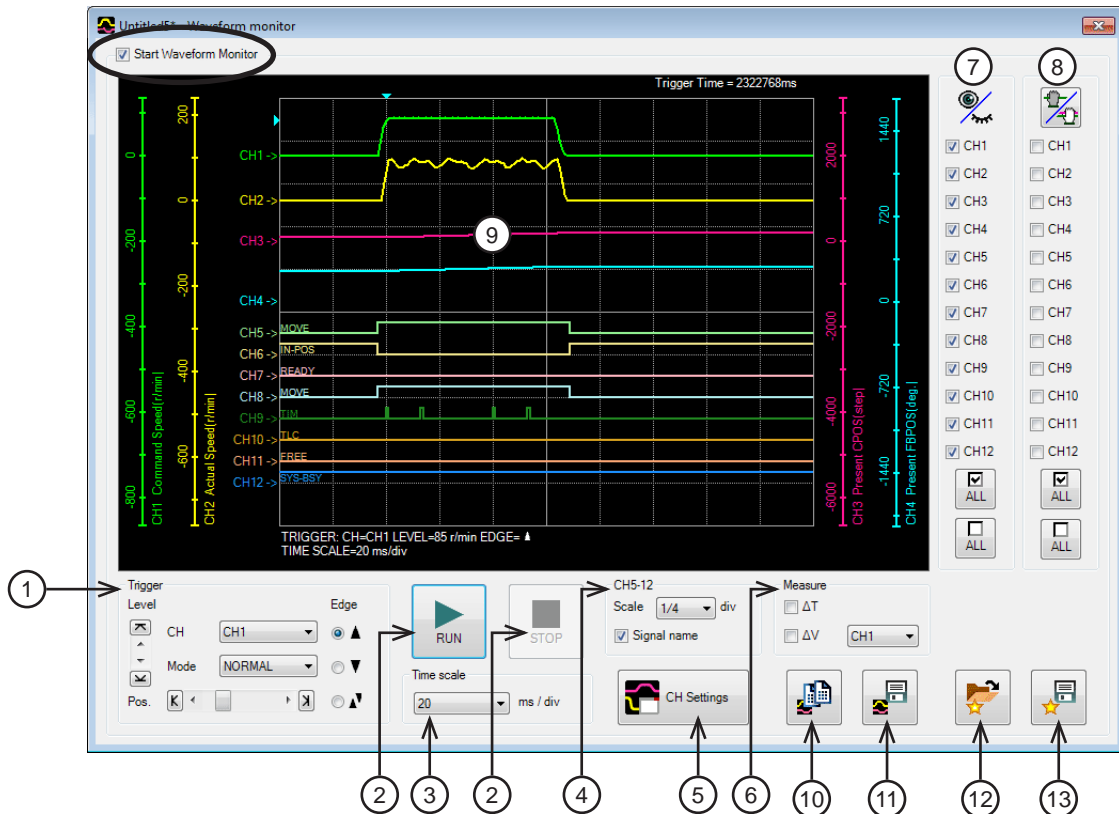 Untitled5* - Waveform monitor
Start Waveform Monitor
Trigger Time = 2322768ms
7
8
0
-200
-400
-600
-800
CH1 Command Speed[r/min]
200
0
-200
-400
-600
CH2 Actual Speed[r/min]
CH1 ->
CH2 ->
CH3 ->
CH4 ->
CH5 -> MOVE
CH6 -> IN-POS
CH7 -> READY
CH8 -> MOVE
CH9 -> TIM
CH10 -> TLC
CH11 -> FREE
CH12 -> SYS-BSY
9
2000
0
-2000
-4000
-6000
CH3 Present CPOS[step]
1440
720
0
-720
-1440
CH4 Present FBPOS[deg.]
TRIGGER: CH=CH1 LEVEL=85 r/min EDGE=
TIME SCALE=20 ms/div
CH1
CH2
CH3
CH4
CH5
CH6
CH7
CH8
CH9
CH10
CH11
CH12
ALL
ALL
CH1
CH2
CH3
CH4
CH5
CH6
CH7
CH8
CH9
CH10
CH11
CH12
ALL
ALL
1
Trigger
Level
Edge
CH CH1
Mode NORMAL
Pos.
RUN
STOP
Time scale
20 ms / div
CH5-12
Scale 1/4 div
Signal name
CH Settings
Measure
ΔT
ΔV CH1
2
3
2
4
5
6
10
11
12
13